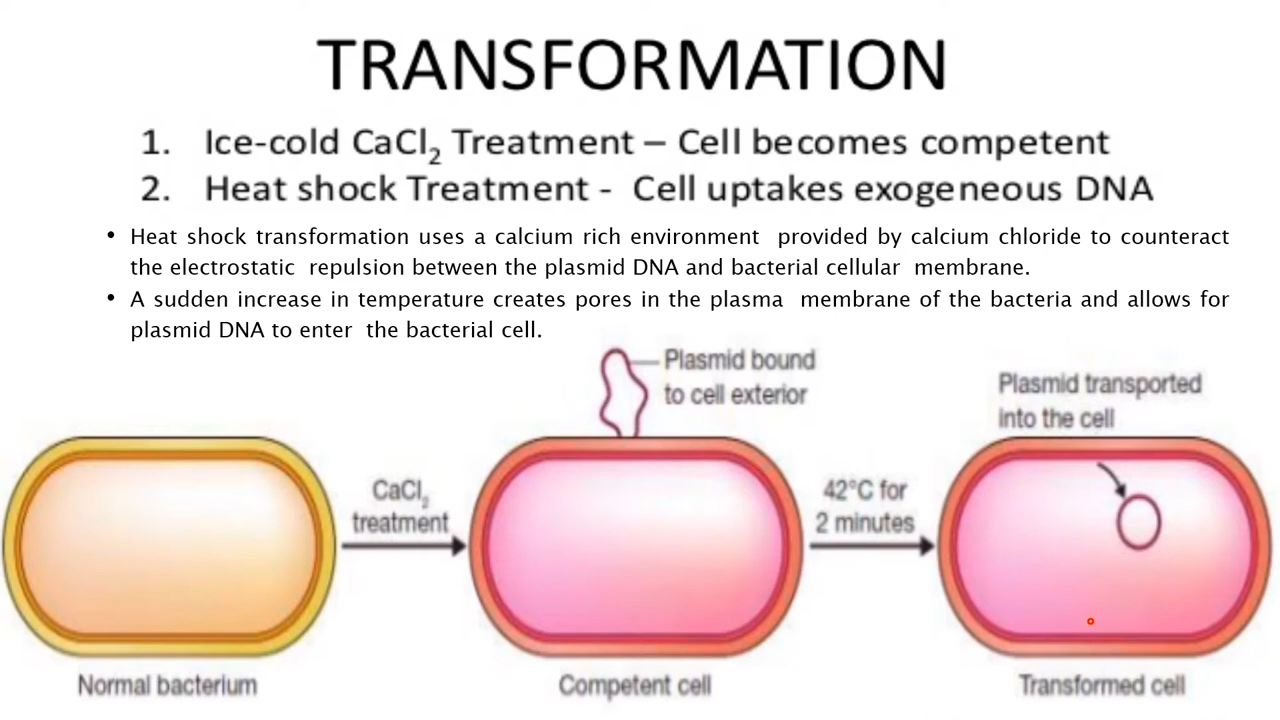 TRANSFORMATION
1. Ice-cold CaCl₂ Treatment – Cell becomes competent
2. Heat shock Treatment - Cell uptakes exogeneous DNA
• Heat shock transformation uses a calcium rich environment provided by calcium chloride to counteract
the electrostatic repulsion between the plasmid DNA and bacterial cellular membrane.
• A sudden increase in temperature creates pores in the plasma membrane of the bacteria and allows for
plasmid DNA to enter the bacterial cell.
Plasmid bound
to cell exterior
Plasmid transported
into the cell
CaCl₂
treatment
42°C for
2 minutes
Normal bacterium
Competent cell
Transformed cell